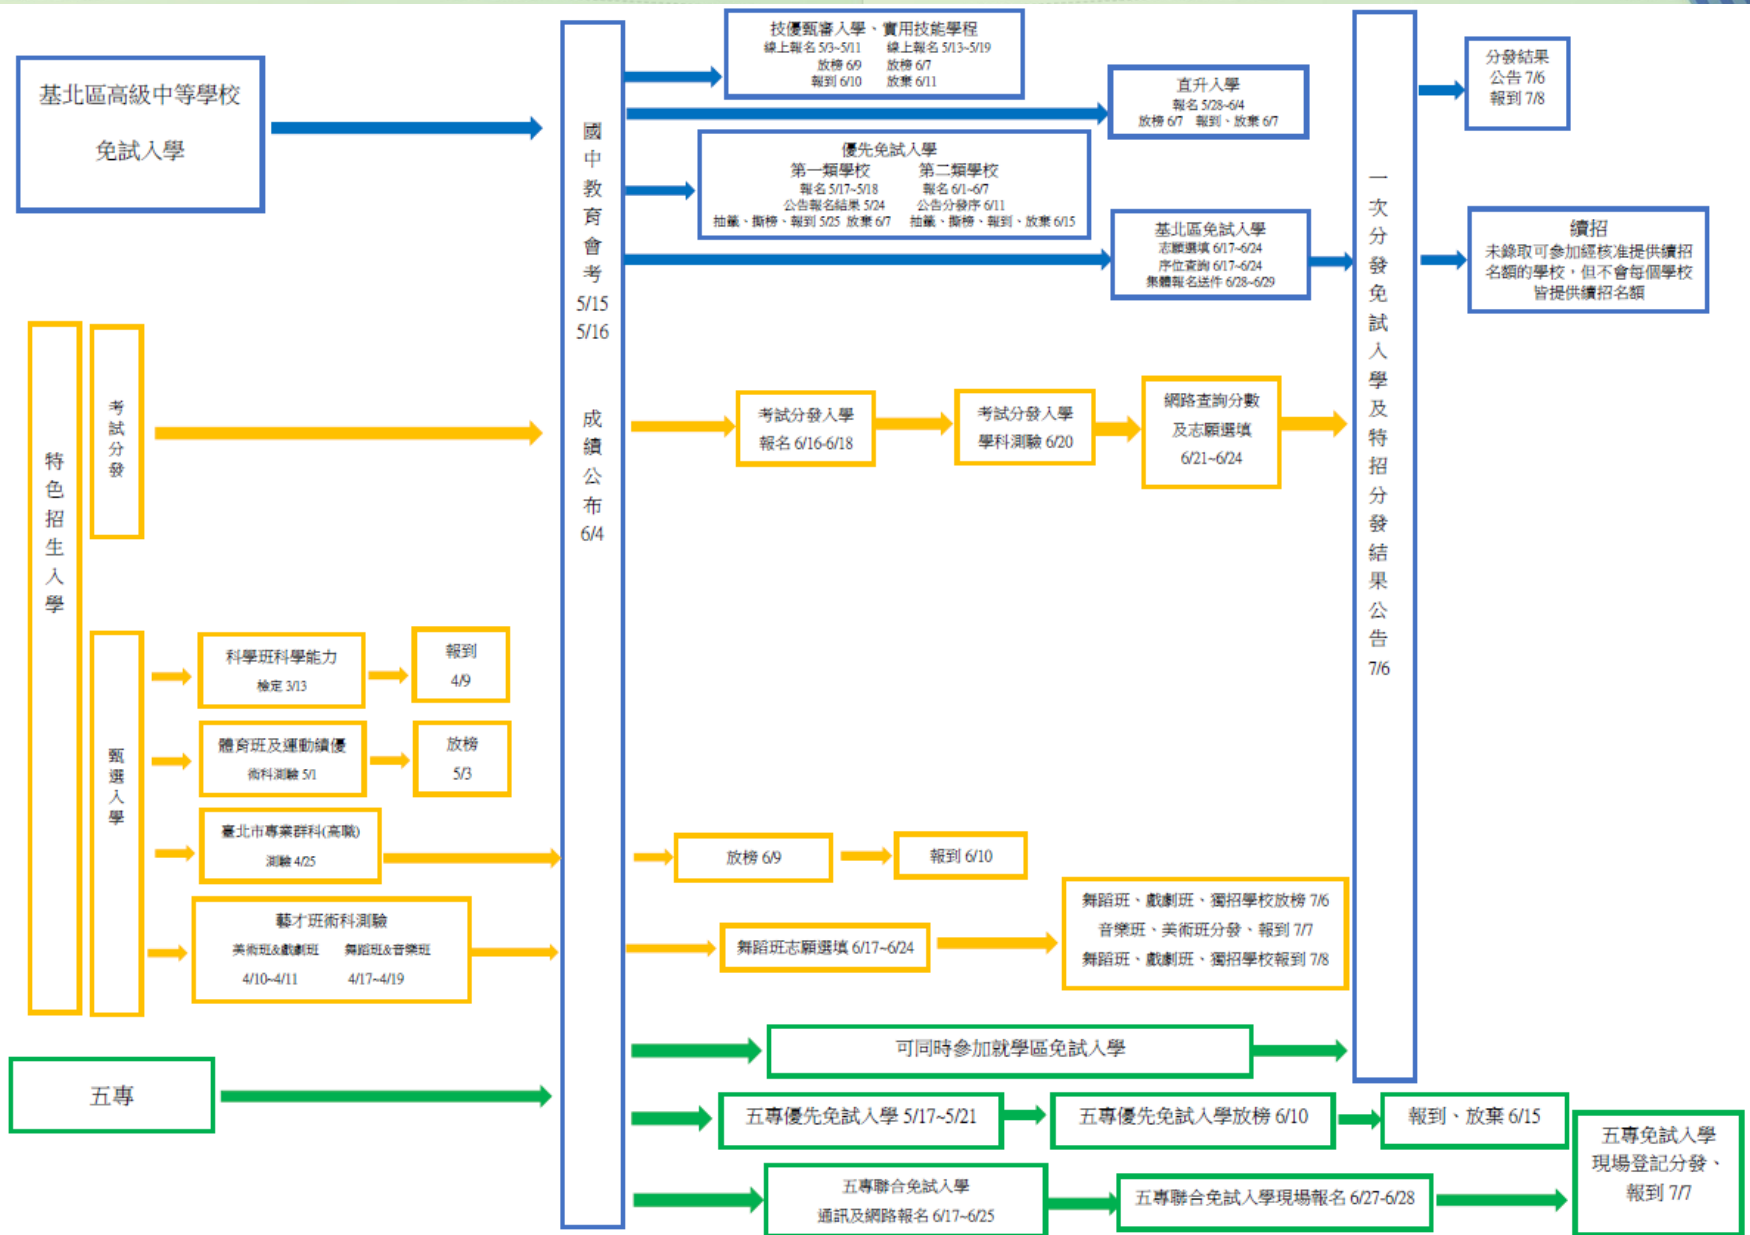 基北區高級中等學校
免試入學
國中教育會考
5/15
5/16
成績公布
6/4
技優甄審入學、實用技能學程
線上報名 5/3~5/11 線上報名 5/13~5/19
放榜 6/9 放榜 6/7
報到 6/10 放棄 6/11
直升入學
報名 5/28~6/4
放榜 6/7 報到、放棄 6/7
優先免試入學
第一類學校 第二類學校
報名 5/17~5/18 報名 6/1~6/7
公告報名結果 5/24 公告分發序 6/11
抽籤、撕榜、報到 5/25 放棄 6/7 抽籤、撕榜、報到、放棄 6/15
基北區免試入學
志願選填 6/17~6/24
序位查詢 6/17~6/24
集體報名送件 6/28~6/29
一次分發免試入學及特招分發結果公告
7/6
分發結果
公告 7/6
報到 7/8
續招
未錄取可參加經核准提供續招
名額的學校，但不會每個學校
皆提供續招名額
特色招生入學
考試分發
考試分發入學
報名 6/16-6/18
考試分發入學
學科測驗 6/20
網路查詢分數
及志願選填
6/21~6/24
甄選入學
科學班科學能力
檢定 3/13
報到
4/9
體育班及運動績優
術科測驗 5/1
放榜
5/3
臺北市專業群科(高職)
測驗 4/25
放榜 6/9
報到 6/10
藝才班術科測驗
美術班&戲劇班 舞蹈班&音樂班
4/10~4/11 4/17~4/19
舞蹈班志願選填 6/17~6/24
舞蹈班、戲劇班、獨招學校放榜 7/6
音樂班、美術班分發、報到 7/7
舞蹈班、戲劇班、獨招學校報到 7/8
五專
可同時參加就學區免試入學
五專優先免試入學 5/17~5/21
五專優先免試入學放榜 6/10
報到、放棄 6/15
五專聯合免試入學
通訊及網路報名 6/17~6/25
五專聯合免試入學現場報名 6/27-6/28
五專免試入學
現場登記分發、
報到 7/7